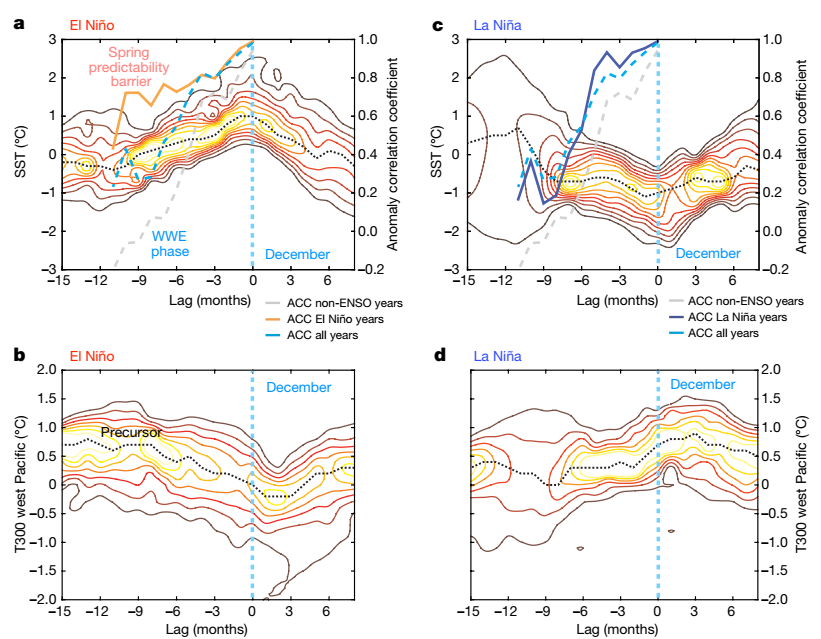 a El Niño
3
2
1
0
−1
−2
−3
SST (°C)
Spring
predictability
barrier
WWE
phase
December
1.0
0.8
0.6
0.4
0.2
0.0
−0.2
Anomaly correlation coefficient
−15 −12 −9 −6 −3 0 3 6
Lag (months)
ACC non-ENSO years
ACC El Niño years
ACC all years
c La Niña
3
2
1
0
−1
−2
−3
SST (°C)
December
1.0
0.8
0.6
0.4
0.2
0.0
−0.2
Anomaly correlation coefficient
−15 −12 −9 −6 −3 0 3 6
Lag (months)
ACC non-ENSO years
ACC La Niña years
ACC all years
b El Niño
2.0
1.5
1.0
0.5
0
−0.5
−1.0
−1.5
−2.0
T300 west Pacific (°C)
December
Precursor
−15 −12 −9 −6 −3 0 3 6
Lag (months)
d La Niña
December
2.0
1.5
1.0
0.5
0
−0.5
−1.0
−1.5
−2.0
T300 west Pacific (°C)
−15 −12 −9 −6 −3 0 3 6
Lag (months)